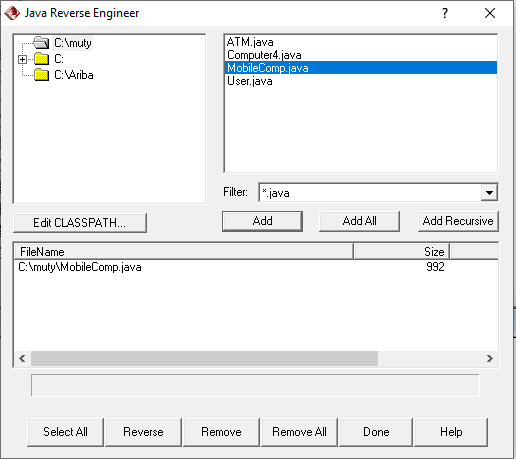 Java Reverse Engineer
?
C:\muty
C:
C:\Ariba
ATM.java
Computer4.java
MobileComp.java
User.java
Filter:
*.java
Edit CLASSPATH...
Add
Add All
Add Recursive
FileName
Size
C:\muty\MobileComp.java
992
Select All
Reverse
Remove
Remove All
Done
Help